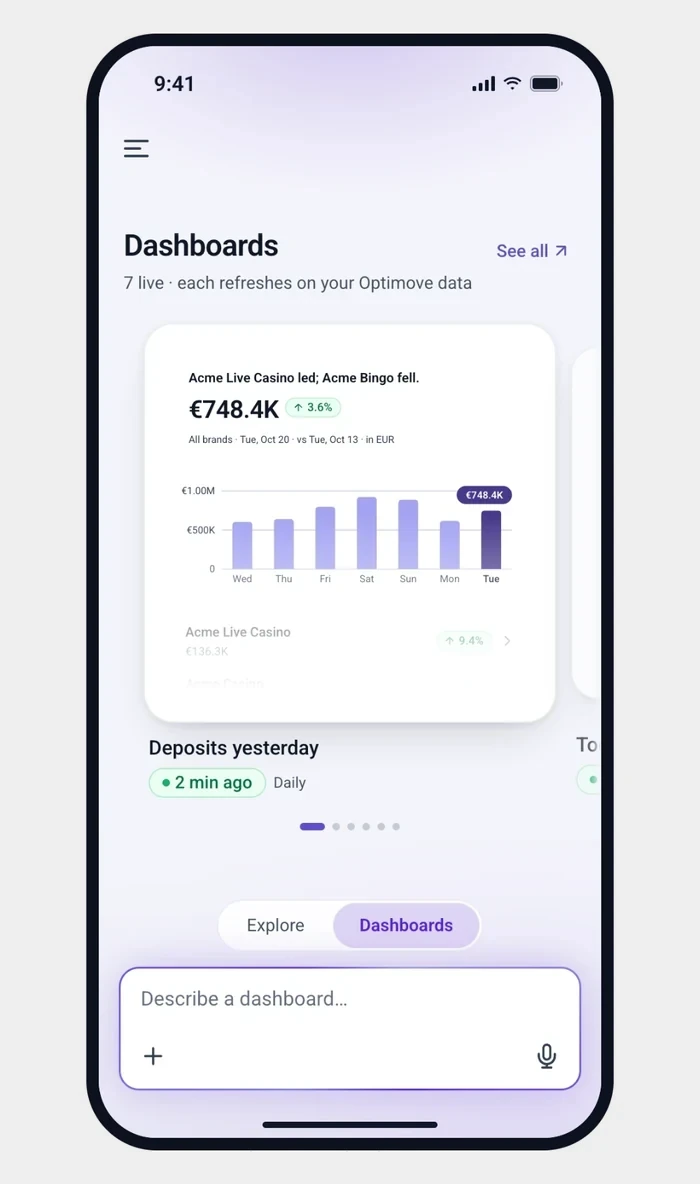 9:41
Dashboards
See all
7 live · each refreshes on your Optimove data
Acme Live Casino led; Acme Bingo fell.
€748.4K ↑ 3.6%
All brands · Tue, Oct 20 · vs Tue, Oct 13 · in EUR
€1.00M
€748.4K
€500K
0
Wed Thu Fri Sat Sun Mon Tue
Acme Live Casino
↑ 9.4%
€136.3K
Acme Casino
Deposits yesterday
To
2 min ago Daily
Explore Dashboards
Describe a dashboard…